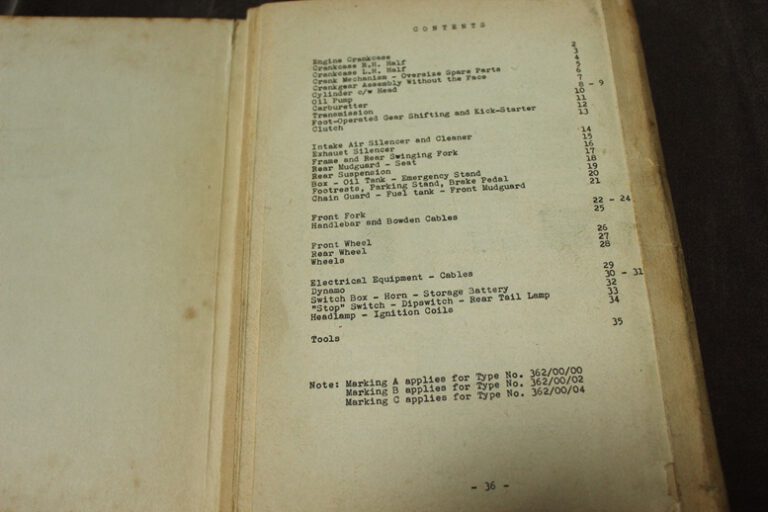 CONTENTS
Engine Crankcase 2
Crankcase R.H. Half 3
Crankcase L.H. Half 4
Crank Mechanism - Oversize Spare Parts 5
Crankgear Assembly Without the Face 6
Cylinder c/w Head 7
Oil Pump 8 - 9
Carburetter 10
Transmission 11
Foot-Operated Gear Shifting and Kick-Starter 12
Clutch 13
Intake Air Silencer and Cleaner 14
Exhaust Silencer 15
Frame and Rear Swinging Fork 16
Rear Mudguard - Seat 17
Rear Suspension 18
Box - Oil Tank - Emergency Stand 19
Footrests, Parking Stand, Brake Pedal 20
Chain Guard - Fuel tank - Front Mudguard 21
Front Fork 22 - 24
Handlebar and Bowden Cables 25
Front Wheel 26
Rear Wheel 27
Wheels 28
Electrical Equipment - Cables 29
Dynamo 30 - 31
Switch Box - Horn - Storage Battery 32
"Stop" Switch - Dipswitch - Rear Tail Lamp 33
Headlamp - Ignition Coils 34
Tools 35
Note: Marking A applies for Type No. 362/00/00
Marking B applies for Type No. 362/00/02
Marking C applies for Type No. 362/00/04
- 36 -